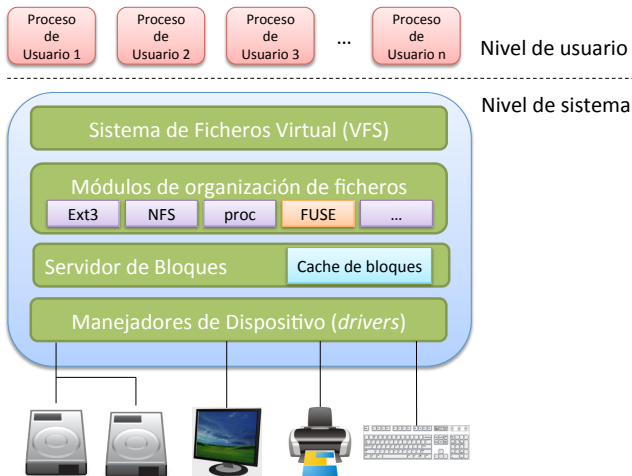 Proceso
de
Usuario 1
Proceso
de
Usuario 2
Proceso
de
Usuario 3
...
Proceso
de
Usuario n
Nivel de usuario
Nivel de sistema
Sistema de Ficheros Virtual (VFS)
Módulos de organización de ficheros
Ext3
NFS
proc
FUSE
...
Servidor de Bloques
Cache de bloques
Manejadores de Dispositivo (drivers)